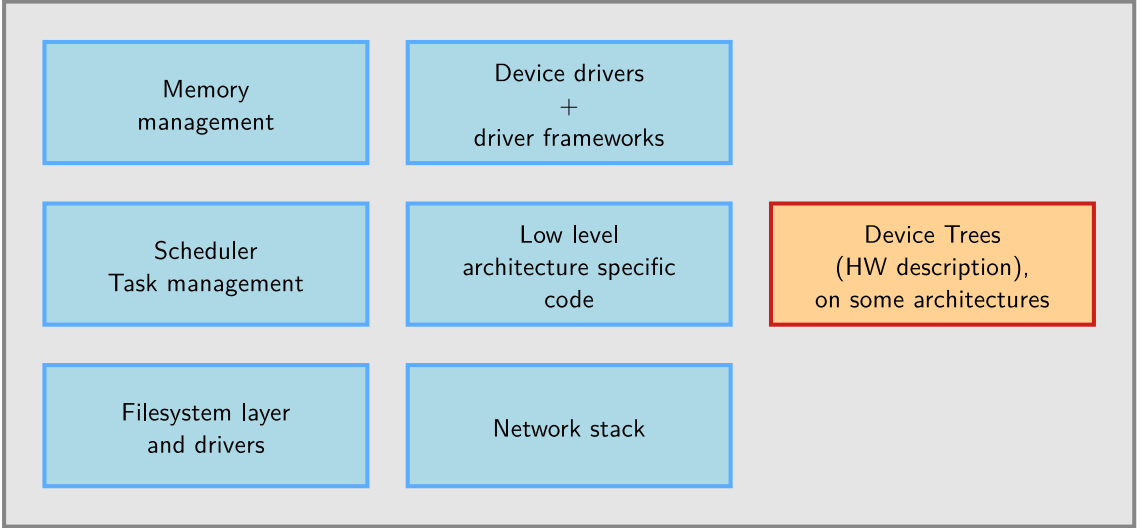 Memory
management
Device drivers
+
driver frameworks
Scheduler
Task management
Low level
architecture specific
code
Device Trees
(HW description),
on some architectures
Filesystem layer
and drivers
Network stack